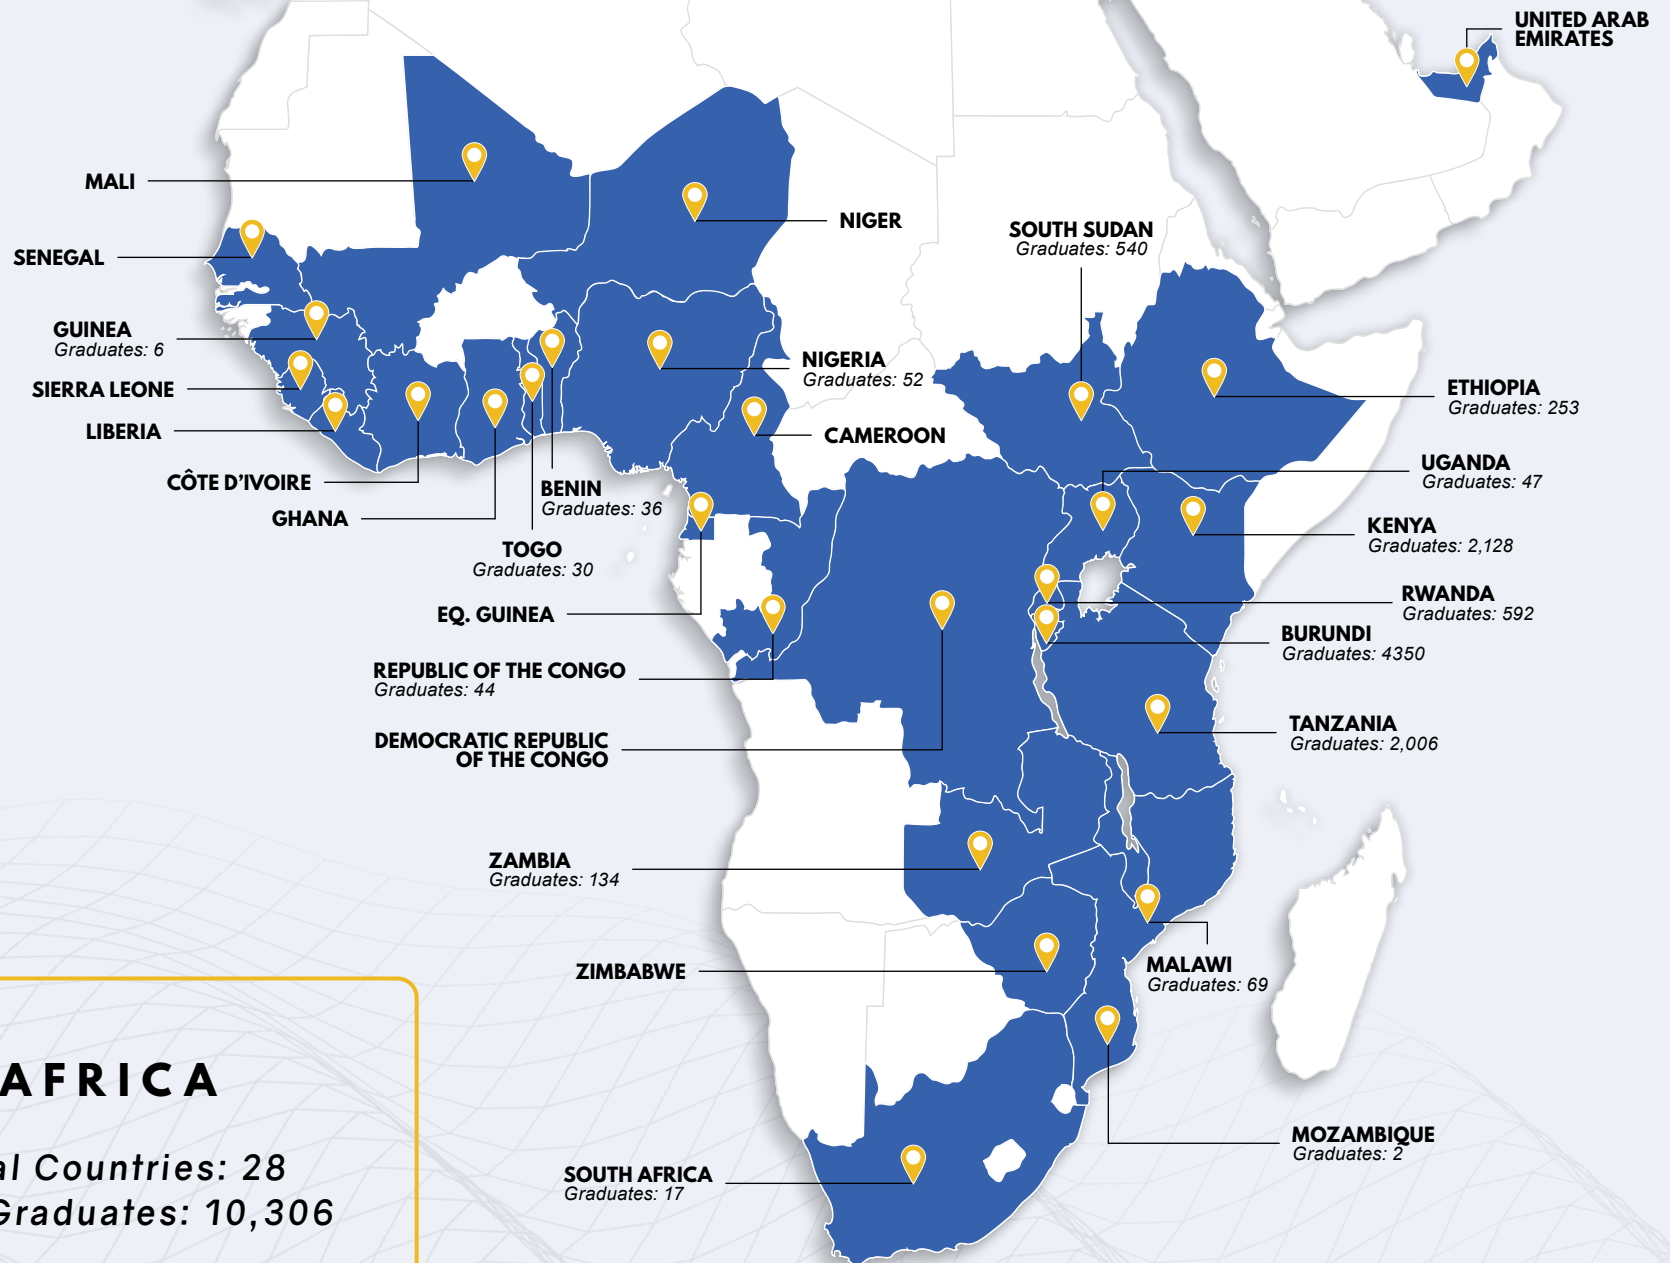 UNITED ARAB
EMIRATES
MALI
NIGER
SENEGAL
SOUTH SUDAN
Graduates: 540
GUINEA
Graduates: 6
SIERRA LEONE
LIBERIA
NIGERIA
Graduates: 52
CAMEROON
ETHIOPIA
Graduates: 253
CÔTE D'IVOIRE
GHANA
BENIN
Graduates: 36
TOGO
Graduates: 30
UGANDA
Graduates: 47
KENYA
Graduates: 2,128
EQ. GUINEA
RWANDA
Graduates: 592
BURUNDI
Graduates: 4350
REPUBLIC OF THE CONGO
Graduates: 44
DEMOCRATIC REPUBLIC
OF THE CONGO
TANZANIA
Graduates: 2,006
ZAMBIA
Graduates: 134
ZIMBABWE
MALAWI
Graduates: 69
MOZAMBIQUE
Graduates: 2
SOUTH AFRICA
Graduates: 17
AFRICA
al Countries: 28
Graduates: 10,306